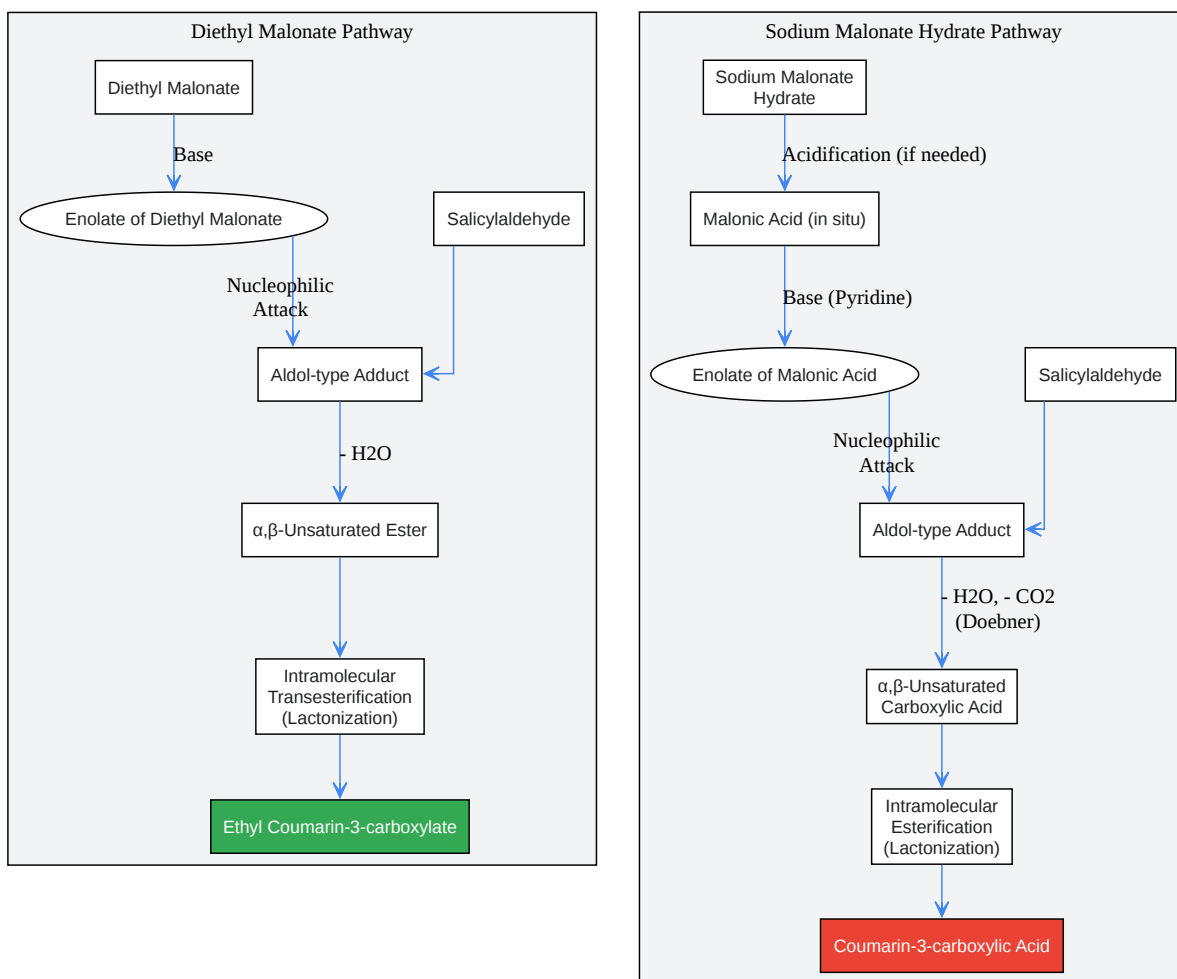 Diethyl Malonate Pathway
Diethyl Malonate
Base
Enolate of Diethyl Malonate
Salicylaldehyde
Nucleophilic
Attack
Aldol-type Adduct
- H2O
α,β-Unsaturated Ester
Intramolecular
Transesterification
(Lactonization)
Ethyl Coumarin-3-carboxylate
Sodium Malonate Hydrate Pathway
Sodium Malonate
Hydrate
Acidification (if needed)
Malonic Acid (in situ)
Base (Pyridine)
Enolate of Malonic Acid
Salicylaldehyde
Nucleophilic
Attack
Aldol-type Adduct
- H2O, - CO2
(Doebner)
α,β-Unsaturated
Carboxylic Acid
Intramolecular
Esterification
(Lactonization)
Coumarin-3-carboxylic Acid